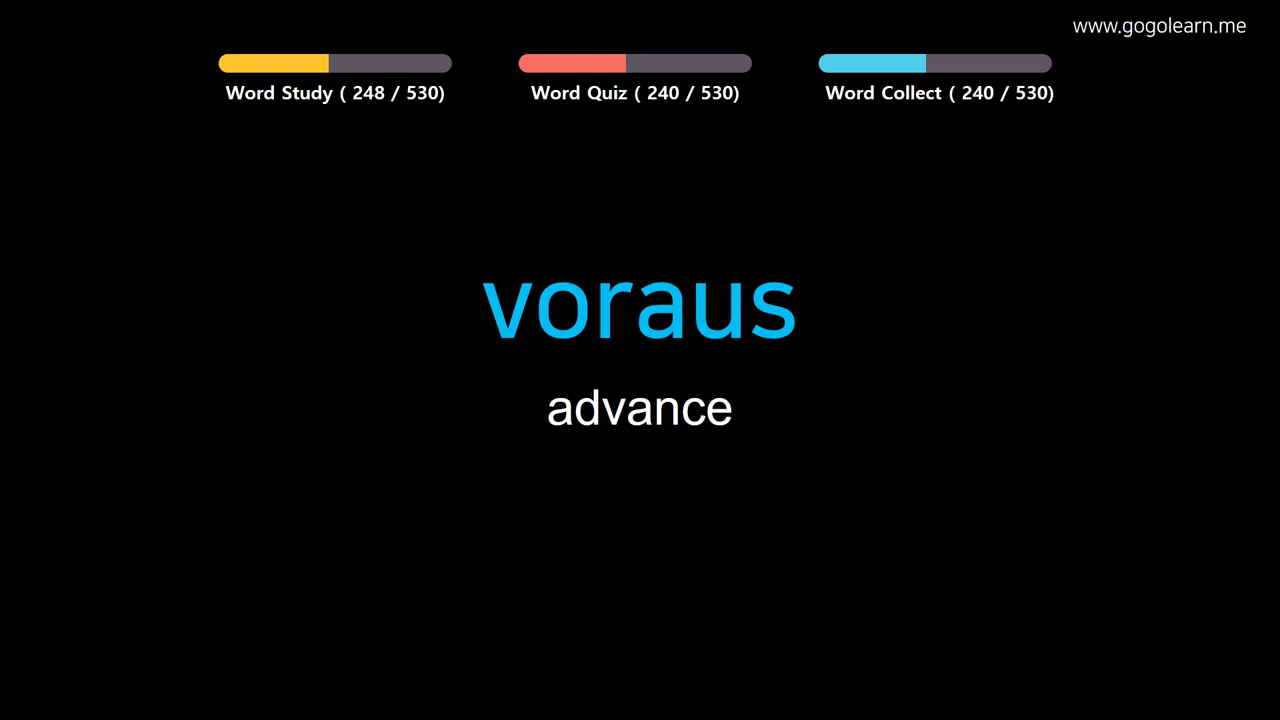 www.gogolearn.me
Word Study ( 248 / 530)
Word Quiz ( 240 / 530)
Word Collect ( 240 / 530)
voraus
advance